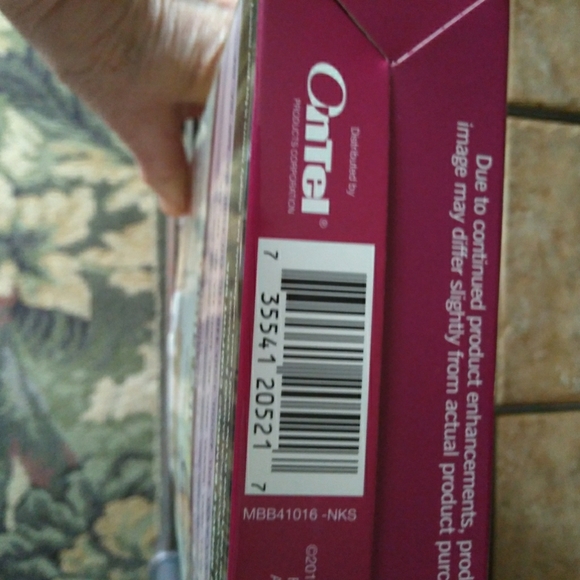 Distributed by
OnTel®
PRODUCTS CORPORATION
7 35541 20521 7
MBB41016 -NKS
©201
Due to continued product enhancements, prod
image may differ slightly from actual product purc